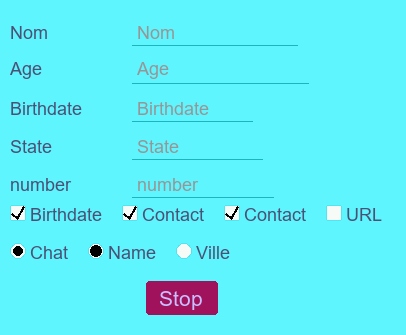 Nom Nom
Age Age
Birthdate Birthdate
State State
number number
Birthdate Contact Contact URL
Chat Name Ville
Stop